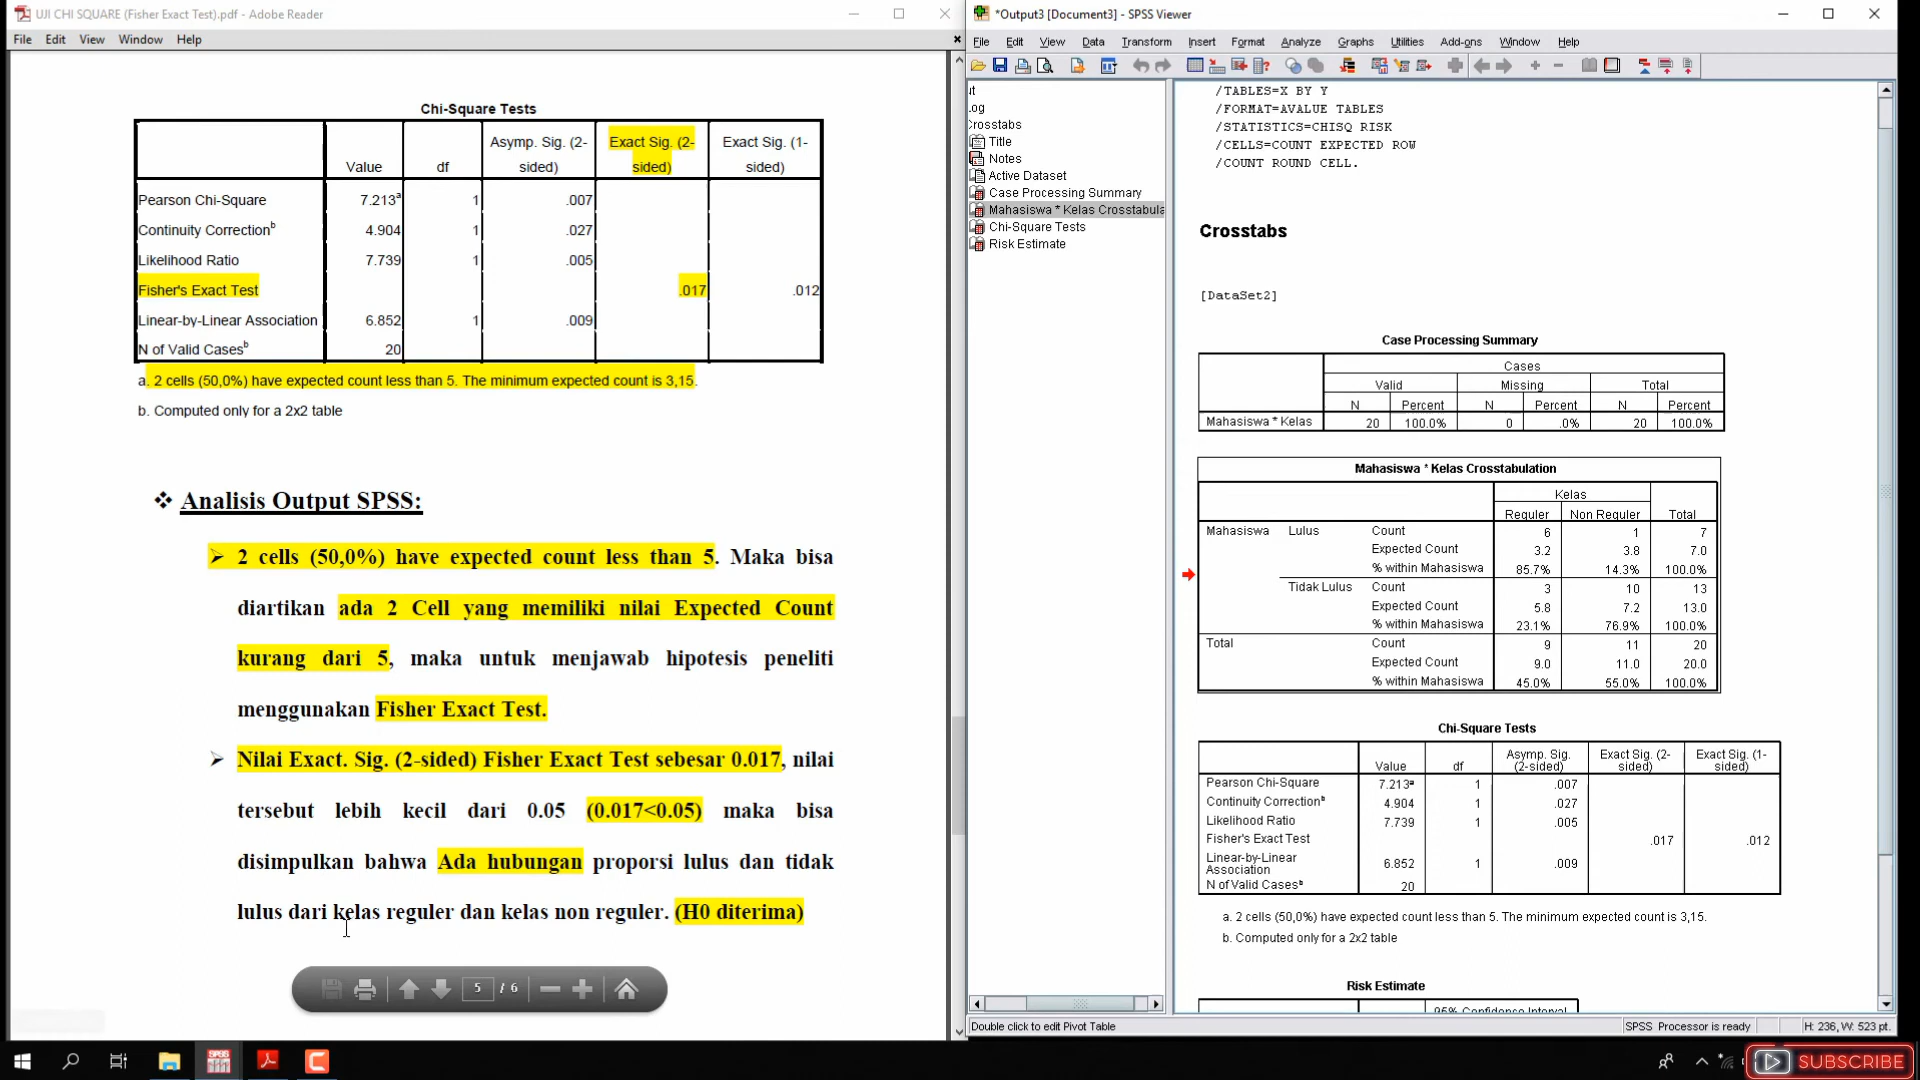 UJI CHI SQUARE (Fisher Exact Test).pdf - Adobe Reader
File Edit View Window Help
Chi-Square Tests
Value df Asymp. Sig. (2-sided) Exact Sig. (2-sided) Exact Sig. (1-sided)
Pearson Chi-Square 7.213a 1 .007
Continuity Correctionb 4.904 1 .027
Likelihood Ratio 7.739 1 .005
Fisher's Exact Test .017 .012
Linear-by-Linear Association 6.852 1 .009
N of Valid Casesb 20
a. 2 cells (50,0%) have expected count less than 5. The minimum expected count is 3,15.
b. Computed only for a 2x2 table
❖ Analisis Output SPSS:
➢ 2 cells (50,0%) have expected count less than 5. Maka bisa
diartikan ada 2 Cell yang memiliki nilai Expected Count
kurang dari 5, maka untuk menjawab hipotesis peneliti
menggunakan Fisher Exact Test.
➢ Nilai Exact. Sig. (2-sided) Fisher Exact Test sebesar 0.017, nilai
tersebut lebih kecil dari 0.05 (0.017<0.05) maka bisa
disimpulkan bahwa Ada hubungan proporsi lulus dan tidak
lulus dari kelas reguler dan kelas non reguler. (H0 diterima)
5 / 6
*Output3 [Document3] - SPSS Viewer
File Edit View Data Transform Insert Format Analyze Graphs Utilities Add-ons Window Help
Title
Notes
Active Dataset
Case Processing Summary
Mahasiswa * Kelas Crosstabula
Chi-Square Tests
Risk Estimate
/TABLES=X BY Y
/FORMAT=AVALUE TABLES
/STATISTICS=CHISQ RISK
/CELLS=COUNT EXPECTED ROW
/COUNT ROUND CELL.
Crosstabs
[DataSet2]
Case Processing Summary
Cases
Valid Missing Total
N Percent N Percent N Percent
Mahasiswa * Kelas 20 100.0% 0 .0% 20 100.0%
Mahasiswa * Kelas Crosstabulation
Kelas
Reguler Non Reguler Total
Mahasiswa Lulus Count 6 1 7
Expected Count 3.2 3.8 7.0
% within Mahasiswa 85.7% 14.3% 100.0%
Tidak Lulus Count 3 10 13
Expected Count 5.8 7.2 13.0
% within Mahasiswa 23.1% 76.9% 100.0%
Total Count 9 11 20
Expected Count 9.0 11.0 20.0
% within Mahasiswa 45.0% 55.0% 100.0%
Chi-Square Tests
Value df Asymp. Sig. (2-sided) Exact Sig. (2-sided) Exact Sig. (1-sided)
Pearson Chi-Square 7.213a 1 .007
Continuity Correctionb 4.904 1 .027
Likelihood Ratio 7.739 1 .005
Fisher's Exact Test .017 .012
Linear-by-Linear Association 6.852 1 .009
N of Valid Casesb 20
a. 2 cells (50,0%) have expected count less than 5. The minimum expected count is 3,15.
b. Computed only for a 2x2 table
Risk Estimate
95% Confidence Interval
Double click to edit Pivot Table
SPSS Processor is ready
H: 236, W: 523 pt.
SPSS
SUBSCRIBE